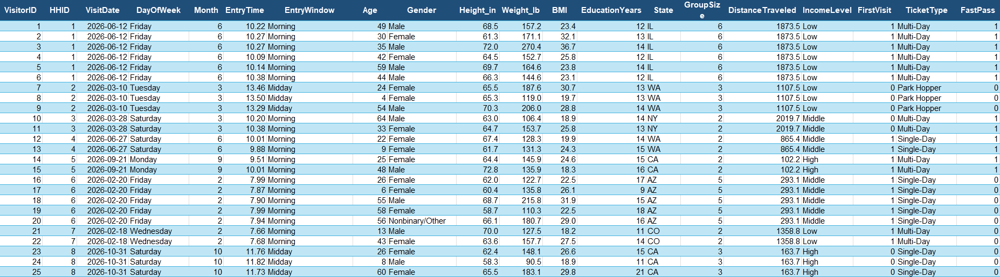 VisitorID HHID VisitDate DayOfWeek Month EntryTime EntryWindow Age Gender Height_in Weight_lb BMI EducationYears State GroupSize DistanceTraveled IncomeLevel FirstVisit TicketType FastPass
1 1 2026-06-12 Friday 6 10.22 Morning 49 Male 68.5 157.2 23.4 12 IL 6 1873.5 Low 1 Multi-Day 1
2 1 2026-06-12 Friday 6 10.27 Morning 30 Female 61.3 171.1 32.1 13 IL 6 1873.5 Low 1 Multi-Day 1
3 1 2026-06-12 Friday 6 10.27 Morning 35 Male 72.0 270.4 36.7 14 IL 6 1873.5 Low 1 Multi-Day 1
4 1 2026-06-12 Friday 6 10.09 Morning 42 Female 64.5 152.7 25.8 12 IL 6 1873.5 Low 1 Multi-Day 1
5 1 2026-06-12 Friday 6 10.14 Morning 59 Male 69.7 164.6 23.8 14 IL 6 1873.5 Low 1 Multi-Day 1
6 1 2026-06-12 Friday 6 10.38 Morning 44 Male 66.3 144.6 23.1 12 IL 6 1873.5 Low 1 Multi-Day 1
7 2 2026-03-10 Tuesday 3 13.46 Midday 24 Female 65.5 187.6 30.7 13 WA 3 1107.5 Low 0 Park Hopper 0
8 2 2026-03-10 Tuesday 3 13.50 Midday 4 Female 65.3 119.0 19.7 13 WA 3 1107.5 Low 0 Park Hopper 0
9 2 2026-03-10 Tuesday 3 13.29 Midday 54 Male 70.3 206.0 28.8 14 WA 3 1107.5 Low 0 Park Hopper 0
10 3 2026-03-28 Saturday 3 10.20 Morning 64 Male 63.0 106.4 18.9 14 NY 2 2019.7 Middle 0 Multi-Day 1
11 3 2026-03-28 Saturday 3 10.38 Morning 33 Female 64.7 153.7 25.8 13 NY 2 2019.7 Middle 0 Multi-Day 1
12 4 2026-06-27 Saturday 6 10.01 Morning 22 Female 67.4 128.3 19.9 14 WA 2 865.4 Middle 1 Single-Day 1
13 4 2026-06-27 Saturday 6 9.88 Morning 9 Female 61.7 131.3 24.3 15 WA 2 865.4 Middle 1 Single-Day 1
14 5 2026-09-21 Monday 9 9.51 Morning 25 Female 64.4 145.9 24.6 15 CA 2 102.2 High 1 Multi-Day 1
15 5 2026-09-21 Monday 9 10.01 Morning 48 Male 72.8 135.9 18.3 16 CA 2 102.2 High 1 Multi-Day 1
16 6 2026-02-20 Friday 2 7.99 Morning 26 Female 62.0 122.7 22.5 17 AZ 5 293.1 Middle 1 Single-Day 0
17 6 2026-02-20 Friday 2 7.87 Morning 6 Female 60.4 135.8 26.1 9 AZ 5 293.1 Middle 1 Single-Day 0
18 6 2026-02-20 Friday 2 7.90 Morning 55 Male 68.7 215.8 31.9 15 AZ 5 293.1 Middle 1 Single-Day 0
19 6 2026-02-20 Friday 2 7.99 Morning 58 Female 58.7 110.3 22.5 18 AZ 5 293.1 Middle 1 Single-Day 0
20 6 2026-02-20 Friday 2 7.94 Morning 56 Nonbinary/Other 66.1 180.7 29.0 16 AZ 5 293.1 Middle 1 Single-Day 0
21 7 2026-02-18 Wednesday 2 7.66 Morning 13 Male 70.0 127.5 18.2 11 CO 2 1358.8 Low 1 Multi-Day 0
22 7 2026-02-18 Wednesday 2 7.68 Morning 43 Female 63.6 157.7 27.5 14 CO 2 1358.8 Low 1 Multi-Day 0
23 8 2026-10-31 Saturday 10 11.76 Midday 26 Female 62.4 148.1 26.6 15 CA 3 163.7 High 0 Single-Day 0
24 8 2026-10-31 Saturday 10 11.82 Midday 8 Male 58.3 90.5 18.9 11 CA 3 163.7 High 0 Single-Day 0
25 8 2026-10-31 Saturday 10 11.73 Midday 60 Female 65.5 183.1 29.8 21 CA 3 163.7 High 0 Single-Day 0